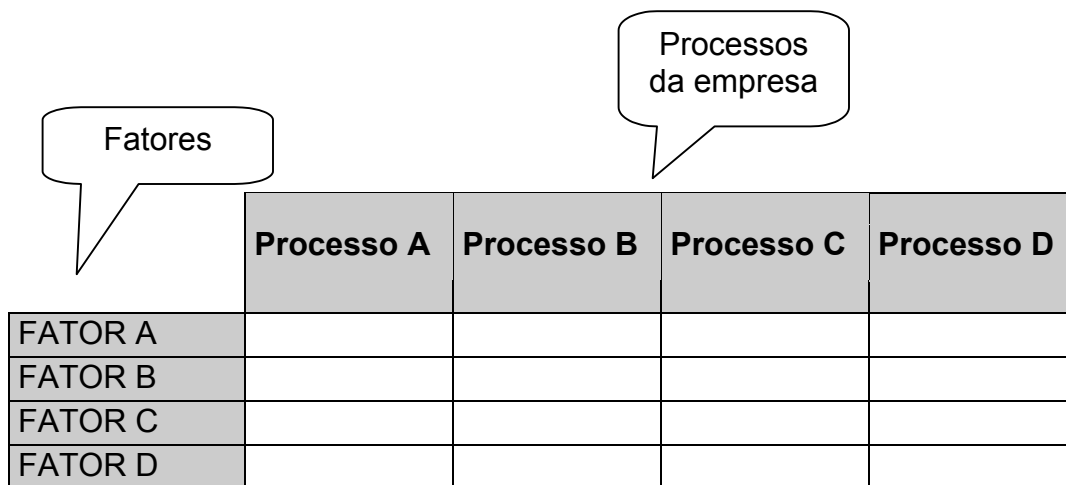 Processos
da empresa
Fatores
Processo A Processo B Processo C Processo D
FATOR A
FATOR B
FATOR C
FATOR D